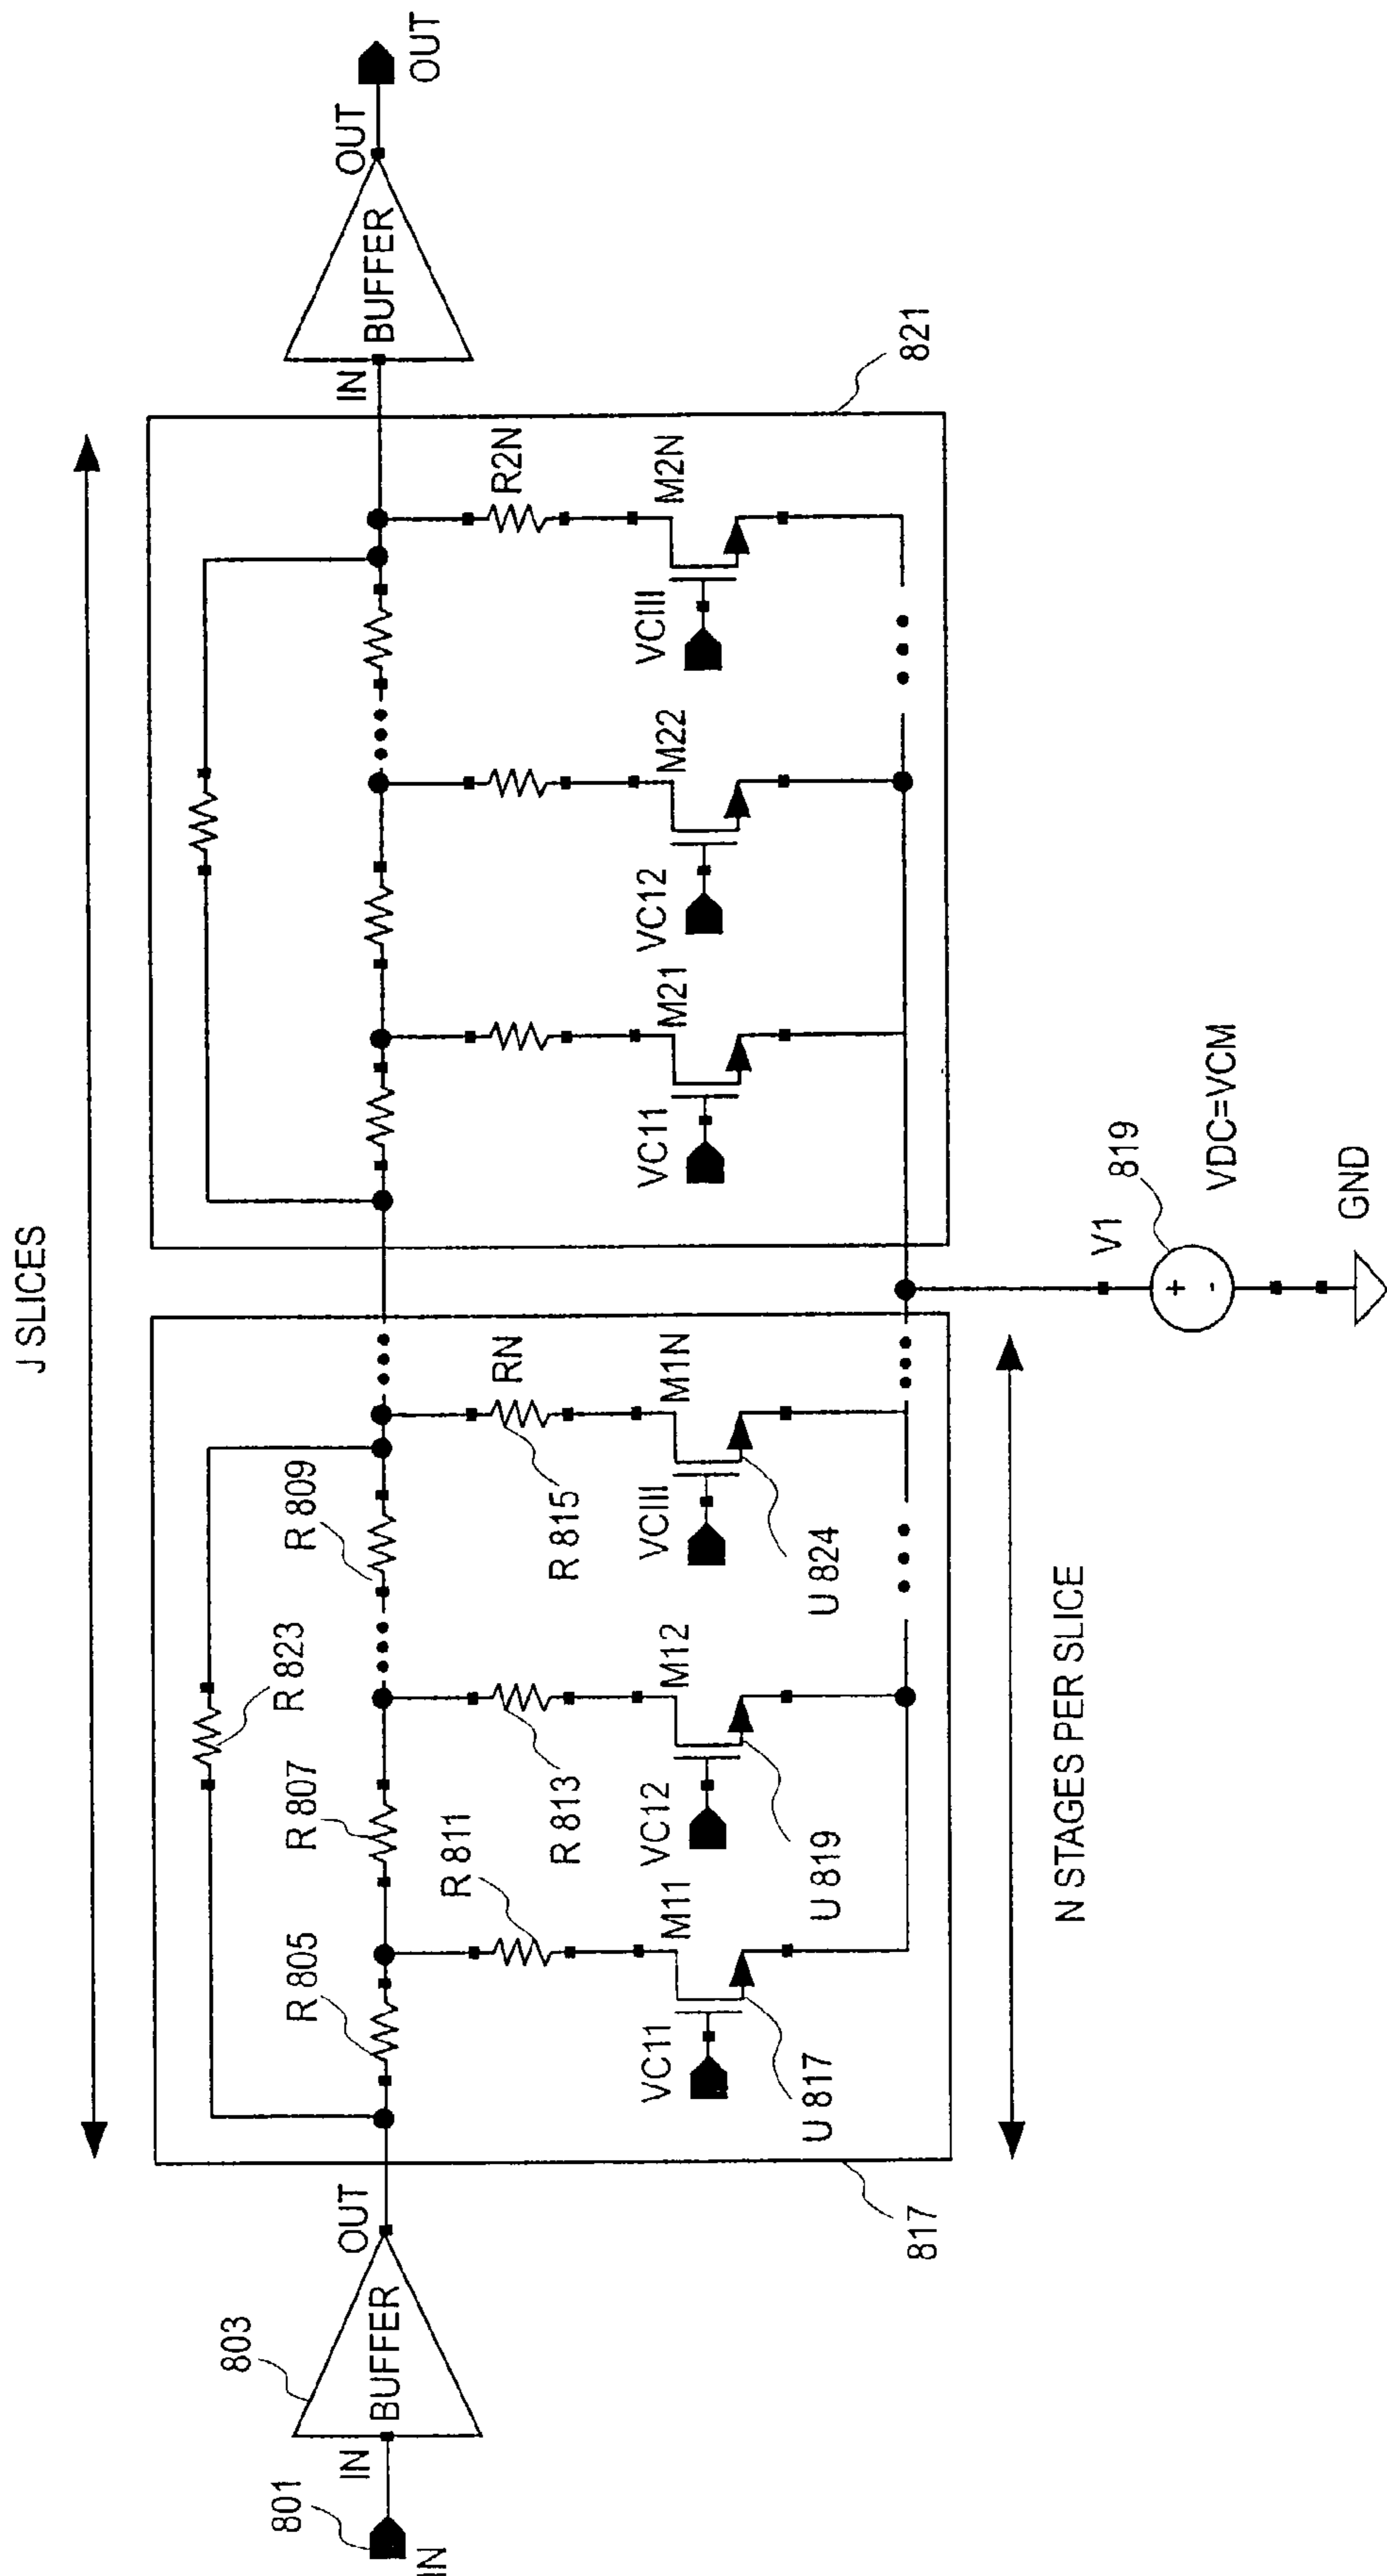 J SLICES
801
IN
IN
803
BUFFER
OUT
R 823
R 805
R 807
R 809
R 811
R 813
R 815
RN
VC11
M11
U 817
VC12
M12
U 819
VCIII
M1N
U 824
817
N STAGES PER SLICE
V1
819
VDC=VCM
GND
VC11
M21
VC12
M22
VCIII
M2N
R2N
821
IN
BUFFER
OUT
OUT
+
-